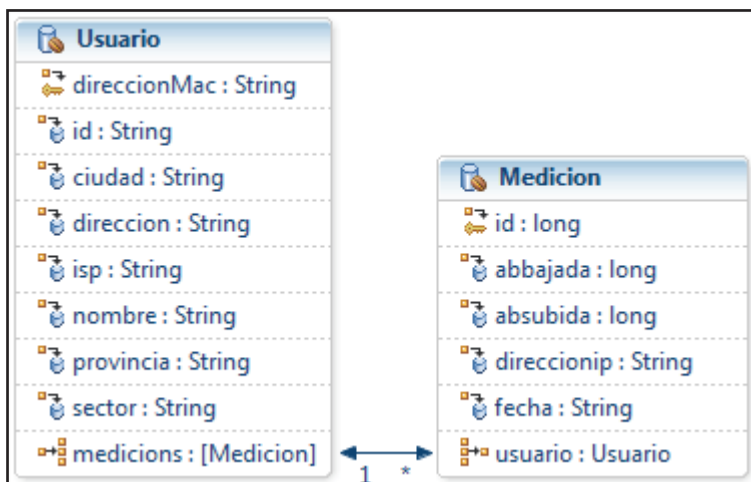 Usuario
direccionMac : String
id : String
ciudad : String
direccion : String
isp : String
nombre : String
provincia : String
sector : String
medicions : [Medicion]
1 *
Medicion
id : long
abbajada : long
absubida : long
direccionip : String
fecha : String
usuario : Usuario